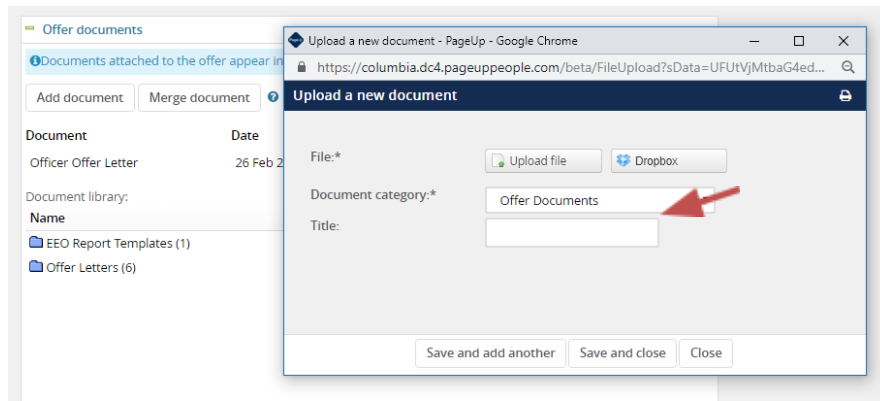 Offer documents
Documents attached to the offer appear in
Add document Merge document
Document Date
Officer Offer Letter 26 Feb 2
Document library:
Name
EEO Report Templates (1)
Offer Letters (6)
Upload a new document - PageUp - Google Chrome
https://columbia.dc4.pageuppeople.com/beta/FileUpload?sData=UFUtVjMtbaG4ed...
Upload a new document
File:* Upload file Dropbox
Document category:* Offer Documents
Title:
Save and add another Save and close Close